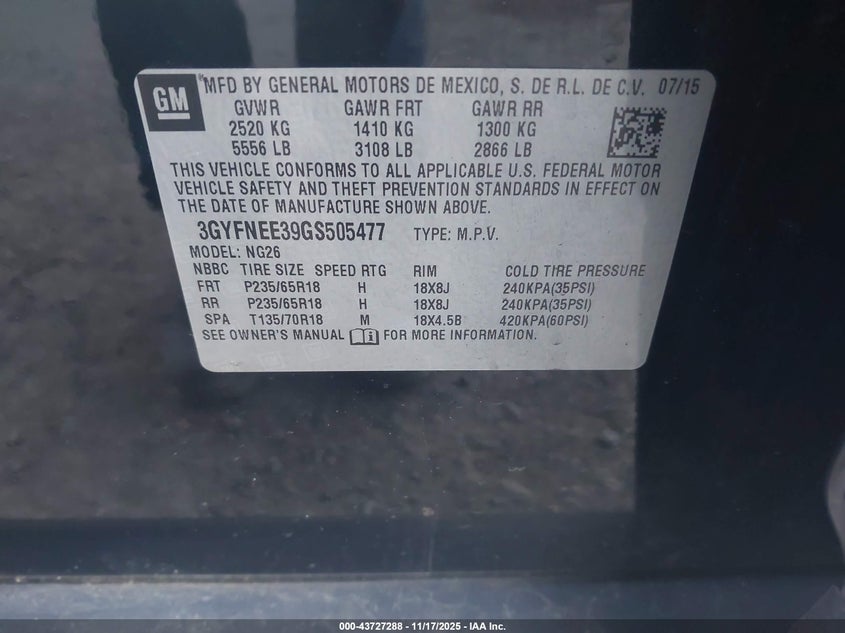 GM
MFD BY GENERAL MOTORS DE MEXICO, S. DE R.L. DE C.V. 07/15
GVWR GAWR FRT GAWR RR
2520 KG 1410 KG 1300 KG
5556 LB 3108 LB 2866 LB
THIS VEHICLE CONFORMS TO ALL APPLICABLE U.S. FEDERAL MOTOR
VEHICLE SAFETY AND THEFT PREVENTION STANDARDS IN EFFECT ON
THE DATE OF MANUFACTURE SHOWN ABOVE.
3GYFNEE39GS505477 TYPE: M.P.V.
MODEL: NG26
NBBC TIRE SIZE SPEED RTG RIM COLD TIRE PRESSURE
FRT P235/65R18 H 18X8J 240KPA(35PSI)
RR P235/65R18 H 18X8J 240KPA(35PSI)
SPA T135/70R18 M 18X4.5B 420KPA(60PSI)
SEE OWNER'S MANUAL i FOR MORE INFORMATION.
000-43727288 - 11/17/2025 - IAA Inc.